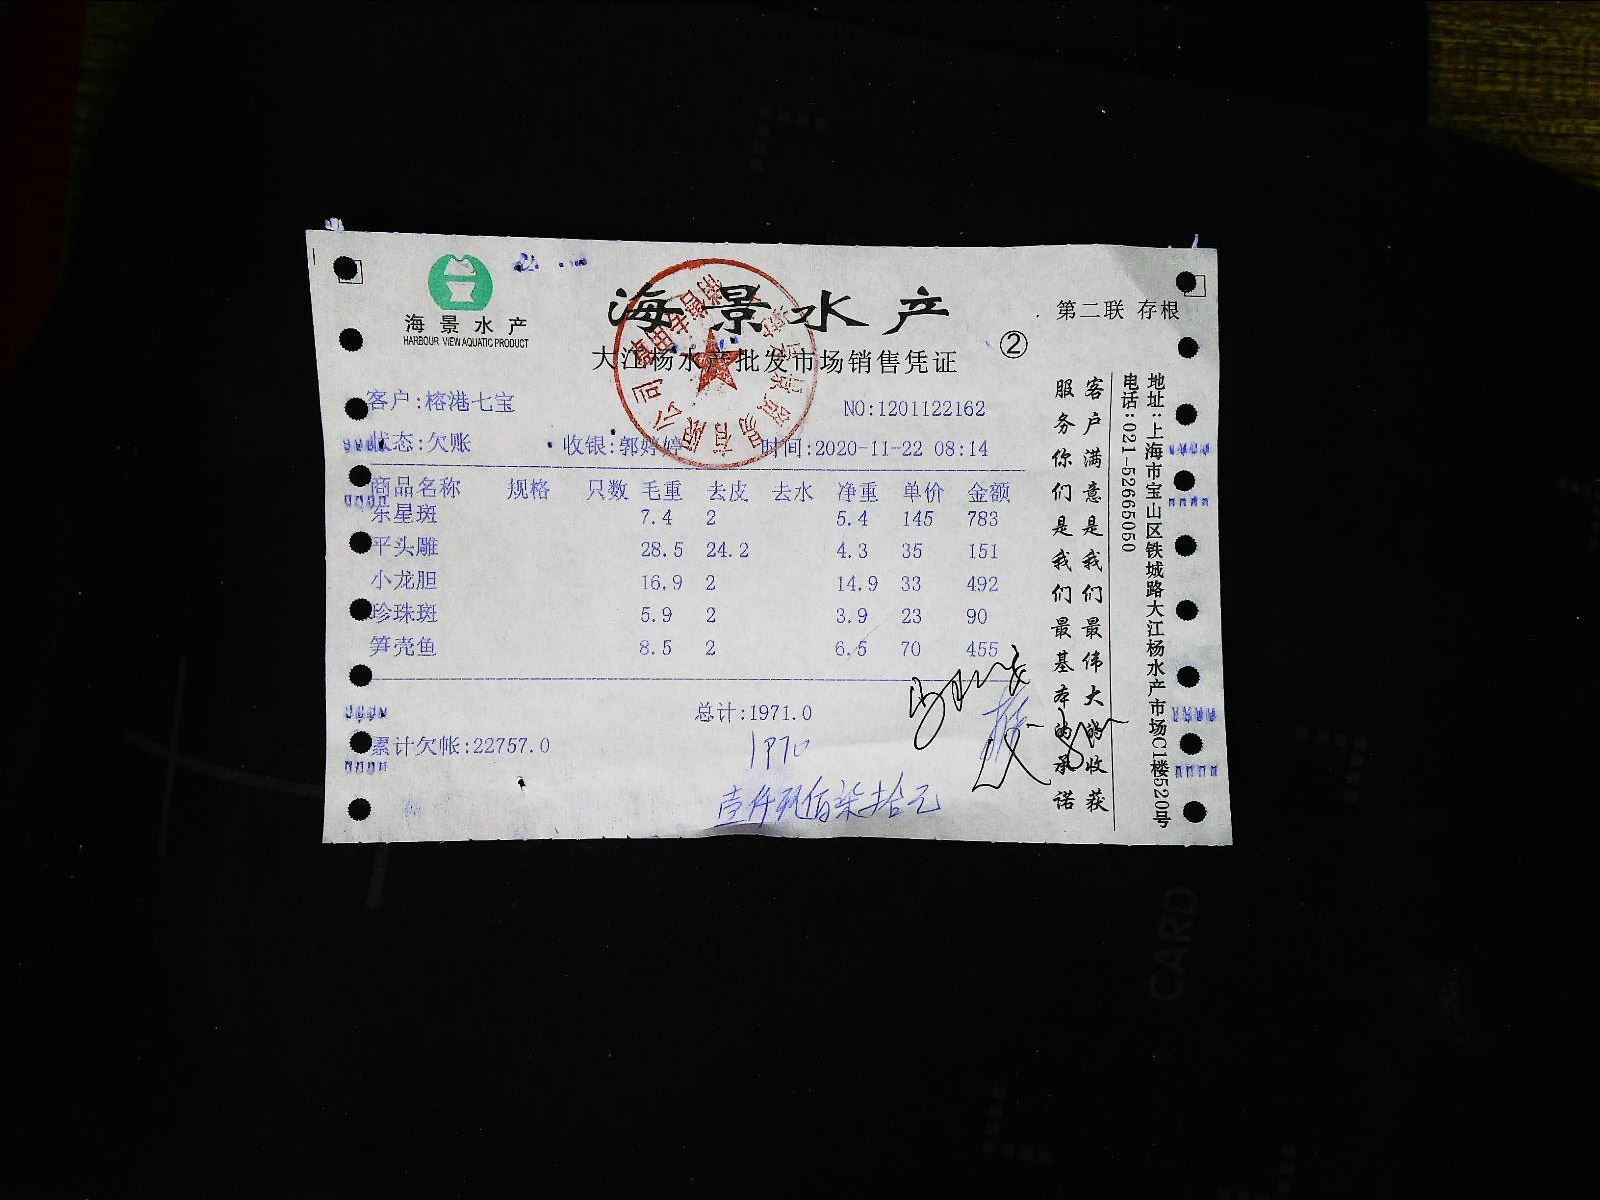 海景水产
HARBOUR VIEW AQUATIC PRODUCT
海景水产
大江杨水产批发市场销售凭证
②
第二联 存根
客户:榕港七宝
NO:1201122162
状态:欠账 收银:郭婷婷 时间:2020-11-22 08:14
商品名称 规格 只数 毛重 去皮 去水 净重 单价 金额
东星斑 7.4 2 5.4 145 783
平头雕 28.5 24.2 4.3 35 151
小龙胆 16.9 2 14.9 33 492
珍珠斑 5.9 2 3.9 23 90
笋壳鱼 8.5 2 6.5 70 455
总计:1971.0
累计欠帐:22757.0
1970
壹仟玖佰柒拾元
客户满意是我们最伟大的收获
服务你们是我们最基本的承诺
地址:上海市宝山区铁城路大江杨水产市场C1楼520号
电话:021-52665050
CARD